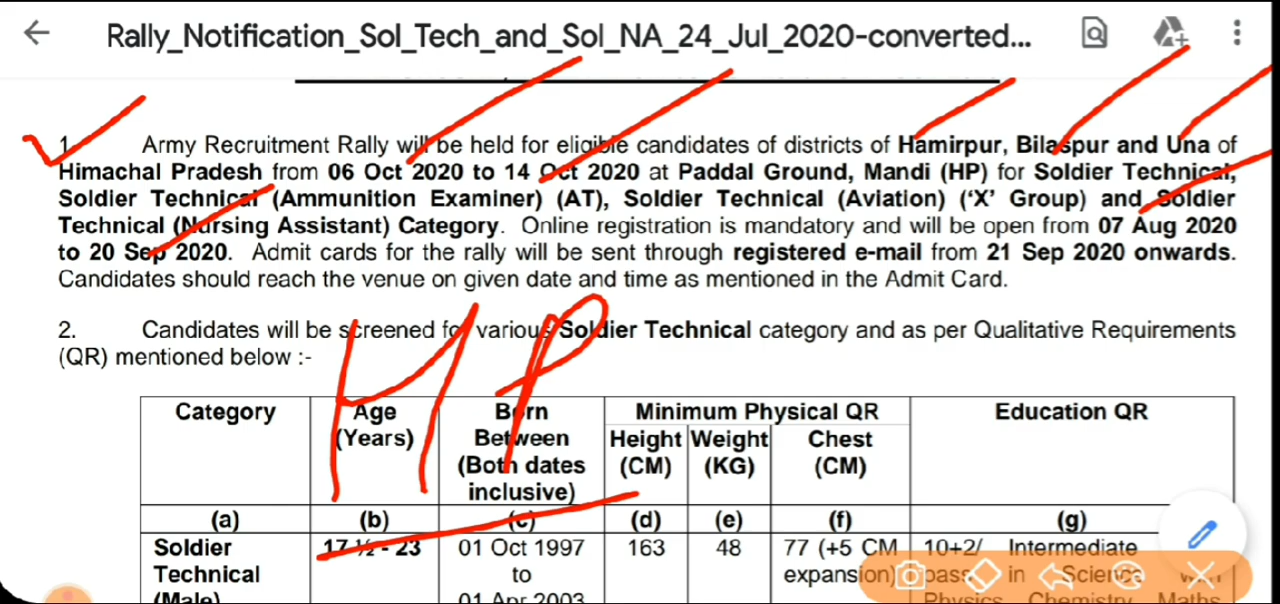 Rally_Notification_Sol_Tech_and_Sol_NA_24_Jul_2020-converted...
1. Army Recruitment Rally will be held for eligible candidates of districts of Hamirpur, Bilaspur and Una of
Himachal Pradesh from 06 Oct 2020 to 14 Oct 2020 at Paddal Ground, Mandi (HP) for Soldier Technical,
Soldier Technical (Ammunition Examiner) (AT), Soldier Technical (Aviation) ('X' Group) and Soldier
Technical (Nursing Assistant) Category. Online registration is mandatory and will be open from 07 Aug 2020
to 20 Sep 2020. Admit cards for the rally will be sent through registered e-mail from 21 Sep 2020 onwards.
Candidates should reach the venue on given date and time as mentioned in the Admit Card.
2. Candidates will be screened for various Soldier Technical category and as per Qualitative Requirements
(QR) mentioned below :-
HP
Category Age Born Minimum Physical QR Education QR
(Years) Between Height Weight Chest
(Both dates (CM) (KG) (CM)
inclusive)
(a) (b) (c) (d) (e) (f) (g)
Soldier 17 ½ - 23 01 Oct 1997 163 48 77 (+5 CM 10+2/ Intermediate
Technical to expansion) pass in Science
(Male) 01 Apr 2003 Physics Chemistry Maths